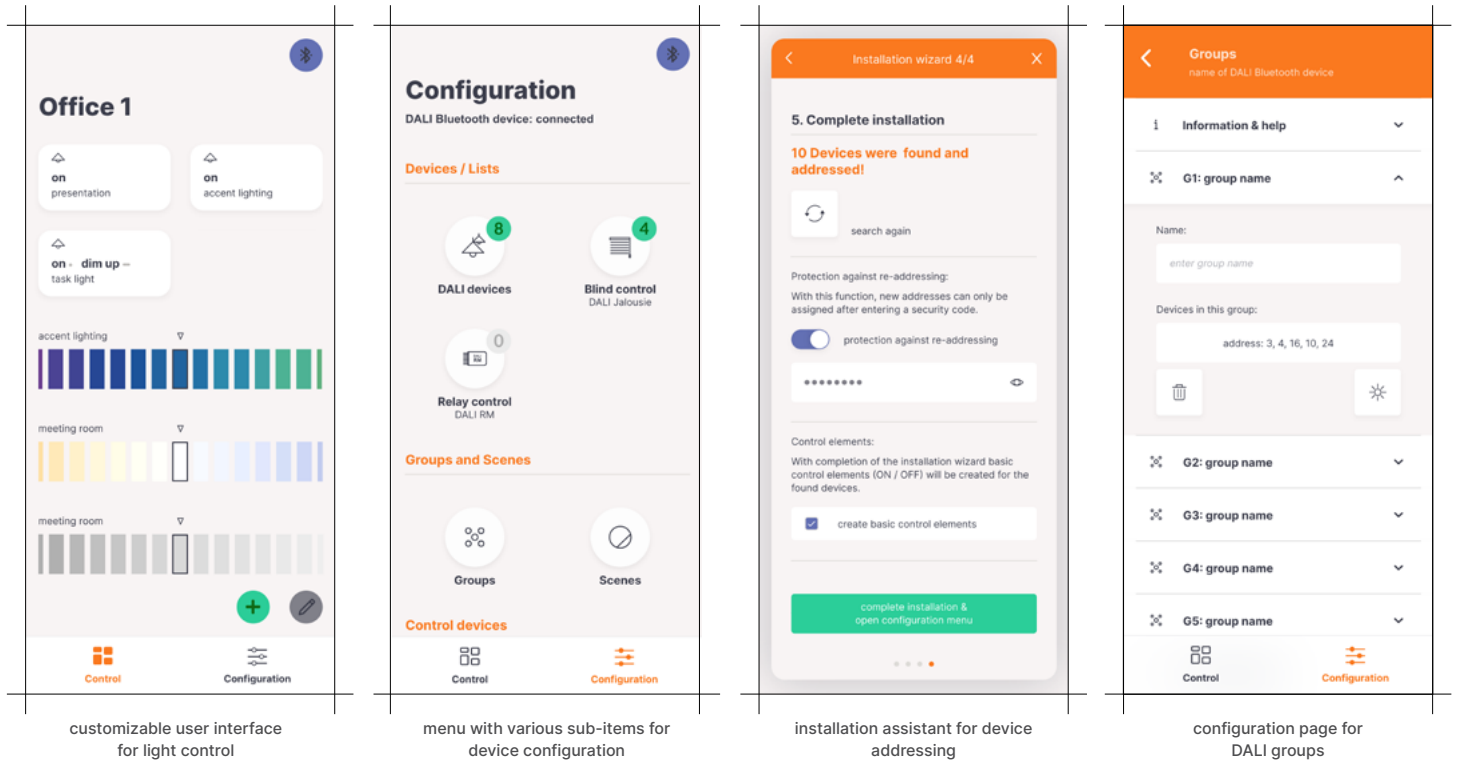 Office 1
on
presentation
on
accent lighting
on - dim up –
task light
accent lighting
meeting room
meeting room
Control
Configuration
customizable user interface
for light control
Configuration
DALI Bluetooth device: connected
Devices / Lists
8
DALI devices
4
Blind control
DALI Jalousie
0
Relay control
DALI RM
Groups and Scenes
Groups
Scenes
Control devices
Control
Configuration
menu with various sub-items for
device configuration
Installation wizard 4/4
5. Complete installation
10 Devices were found and
addressed!
search again
Protection against re-addressing:
With this function, new addresses can only be
assigned after entering a security code.
protection against re-addressing
Control elements:
With completion of the installation wizard basic
control elements (ON / OFF) will be created for the
found devices.
create basic control elements
complete installation &
open configuration menu
installation assistant for device
addressing
Groups
name of DALI Bluetooth device
Information & help
G1: group name
Name:
enter group name
Devices in this group:
address: 3, 4, 16, 10, 24
G2: group name
G3: group name
G4: group name
G5: group name
Control
Configuration
configuration page for
DALI groups